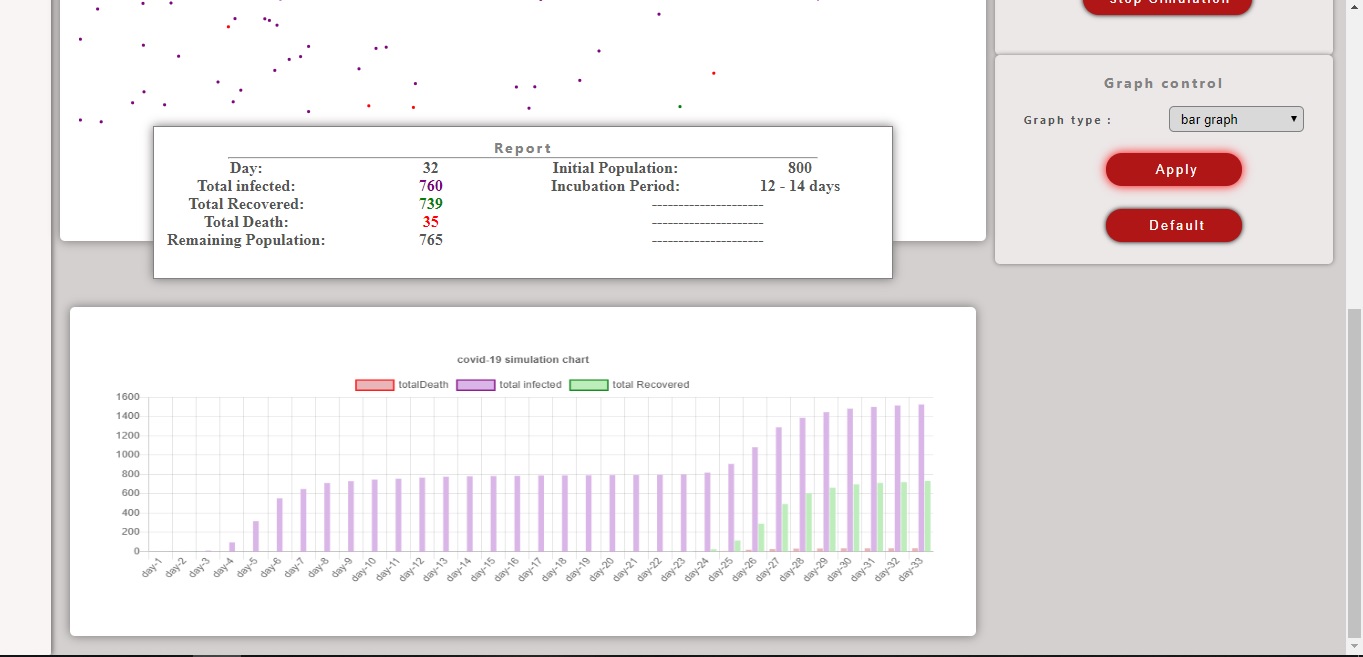 Stop Simulation
Graph control
Graph type :
bar graph
Apply
Default
Report
Day: 32 Initial Population: 800
Total infected: 760 Incubation Period: 12 - 14 days
Total Recovered: 739 ---------------------
Total Death: 35 ---------------------
Remaining Population: 765 ---------------------
covid-19 simulation chart
totalDeath total infected total Recovered
1600
1400
1200
1000
800
600
400
200
0
day-1 day-2 day-3 day-4 day-5 day-6 day-7 day-8 day-9 day-10 day-11 day-12 day-13 day-14 day-15 day-16 day-17 day-18 day-19 day-20 day-21 day-22 day-23 day-24 day-25 day-26 day-27 day-28 day-29 day-30 day-31 day-32 day-33